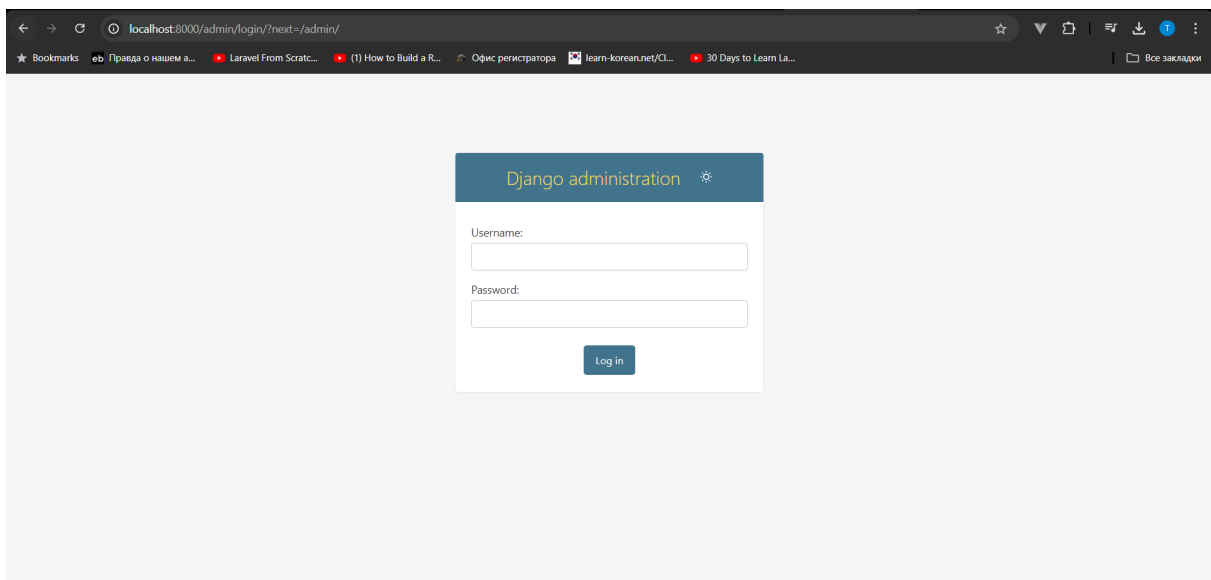 localhost:8000/admin/login/?next=/admin/
T
Bookmarks eb Правда о нашем а... Laravel From Scratc... (1) How to Build a R... Офис регистратора learn-korean.net/Cl... 30 Days to Learn La... Все закладки
Django administration
Username:
Password:
Log in